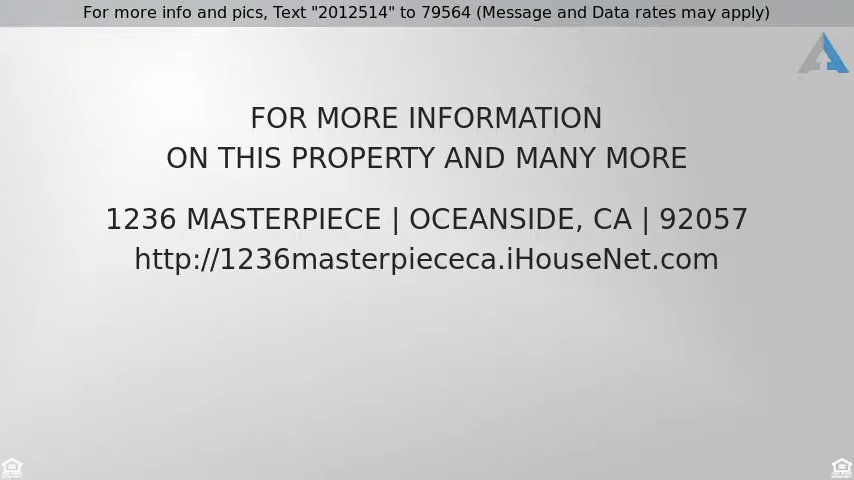 For more info and pics, Text "2012514" to 79564 (Message and Data rates may apply)
FOR MORE INFORMATION
ON THIS PROPERTY AND MANY MORE
1236 MASTERPIECE | OCEANSIDE, CA | 92057
http://1236masterpiececa.iHouseNet.com